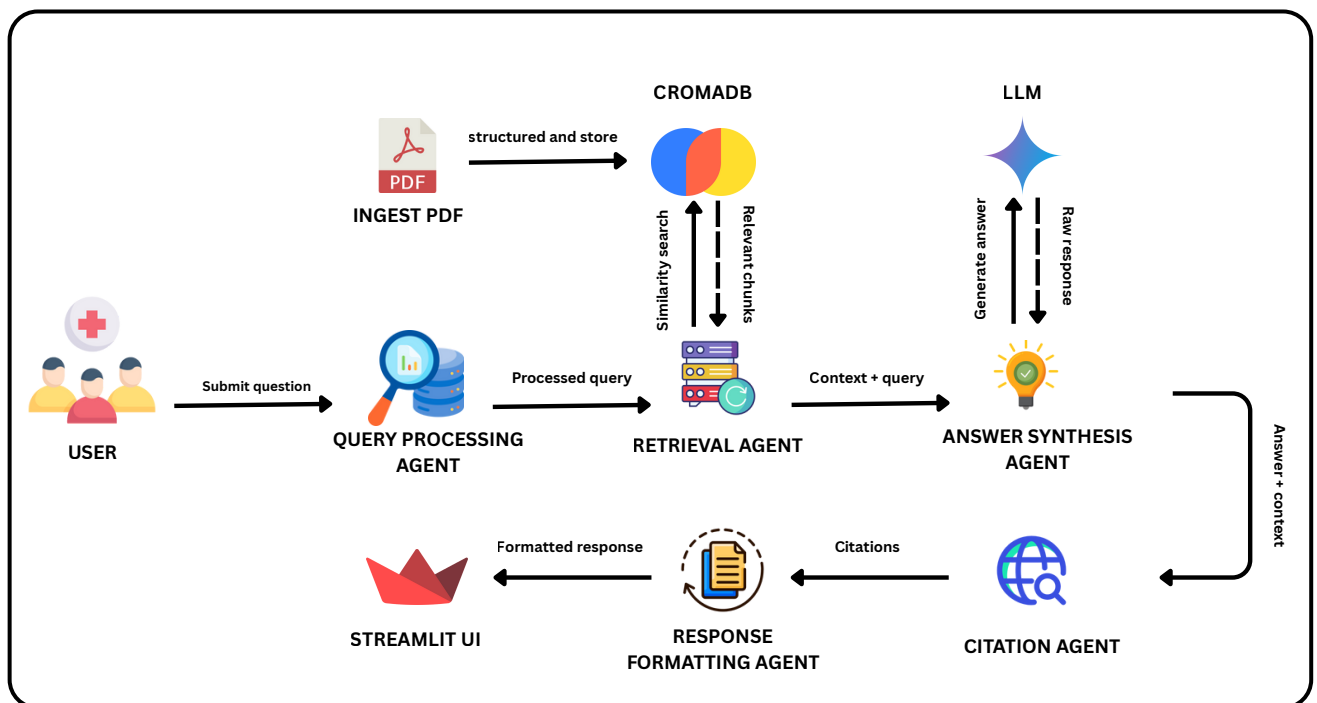 CROMADB
LLM
structured and store
PDF
INGEST PDF
Similarity search
Relevant chunks
Generate answer
Raw response
Submit question
Processed query
Context + query
USER
QUERY PROCESSING
AGENT
RETRIEVAL AGENT
ANSWER SYNTHESIS
AGENT
Answer + context
Formatted response
Citations
STREAMLIT UI
RESPONSE
FORMATTING AGENT
CITATION AGENT